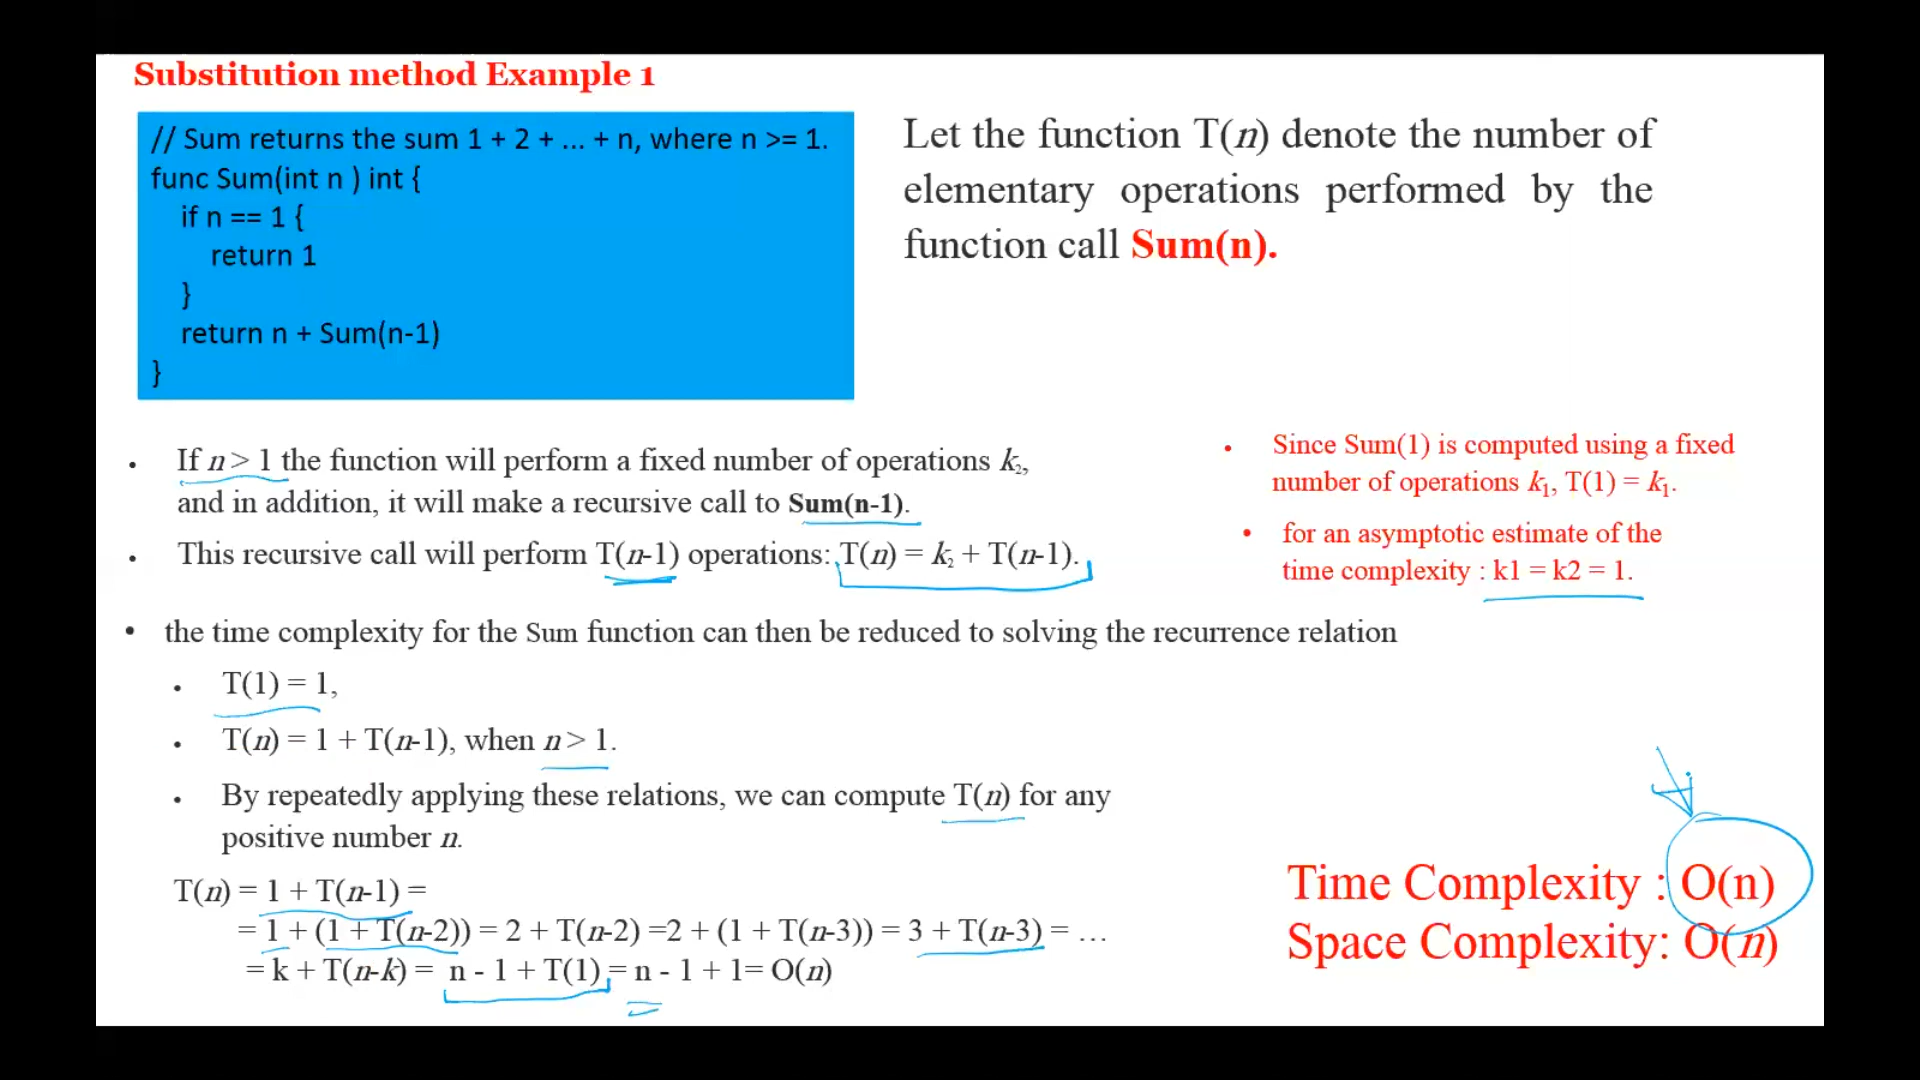 Substitution method Example 1
// Sum returns the sum 1 + 2 + ... + n, where n >= 1.
func Sum(int n ) int {
if n == 1 {
return 1
}
return n + Sum(n-1)
}
Let the function T(n) denote the number of
elementary operations performed by the
function call Sum(n).
• If n > 1 the function will perform a fixed number of operations k₂,
and in addition, it will make a recursive call to Sum(n-1).
• This recursive call will perform T(n-1) operations: T(n) = k₂ + T(n-1).
• Since Sum(1) is computed using a fixed
number of operations k₁, T(1) = k₁.
• for an asymptotic estimate of the
time complexity : k1 = k2 = 1.
• the time complexity for the Sum function can then be reduced to solving the recurrence relation
• T(1) = 1,
• T(n) = 1 + T(n-1), when n > 1.
• By repeatedly applying these relations, we can compute T(n) for any
positive number n.
T(n) = 1 + T(n-1) =
= 1 + (1 + T(n-2)) = 2 + T(n-2) =2 + (1 + T(n-3)) = 3 + T(n-3) = …
= k + T(n-k) = n - 1 + T(1) = n - 1 + 1= O(n)
Time Complexity : O(n)
Space Complexity: O(n)